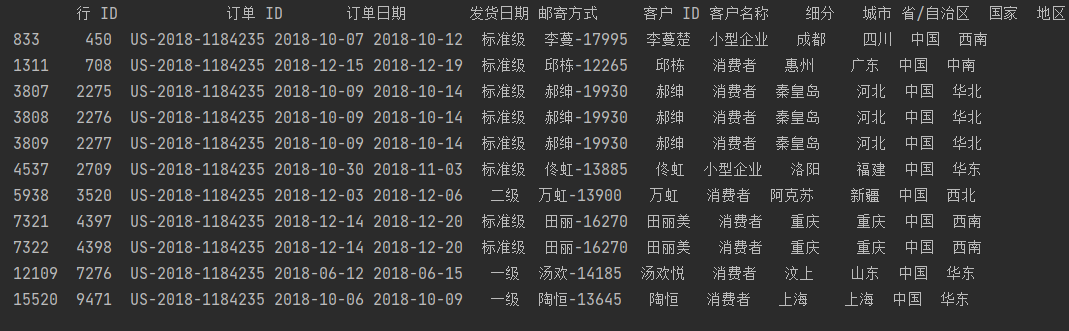 行 ID 订单 ID 订单日期 发货日期 邮寄方式 客户 ID 客户名称 细分 城市 省/自治区 国家 地区
833 450 US-2018-1184235 2018-10-07 2018-10-12 标准级 李蔓-17995 李蔓楚 小型企业 成都 四川 中国 西南
1311 708 US-2018-1184235 2018-12-15 2018-12-19 标准级 邱栋-12265 邱栋 消费者 惠州 广东 中国 中南
3807 2275 US-2018-1184235 2018-10-09 2018-10-14 标准级 郝绅-19930 郝绅 消费者 秦皇岛 河北 中国 华北
3808 2276 US-2018-1184235 2018-10-09 2018-10-14 标准级 郝绅-19930 郝绅 消费者 秦皇岛 河北 中国 华北
3809 2277 US-2018-1184235 2018-10-09 2018-10-14 标准级 郝绅-19930 郝绅 消费者 秦皇岛 河北 中国 华北
4537 2709 US-2018-1184235 2018-10-30 2018-11-03 标准级 佟虹-13885 佟虹 小型企业 洛阳 福建 中国 华东
5938 3520 US-2018-1184235 2018-12-03 2018-12-06 二级 万虹-13900 万虹 消费者 阿克苏 新疆 中国 西北
7321 4397 US-2018-1184235 2018-12-14 2018-12-20 标准级 田丽-16270 田丽美 消费者 重庆 重庆 中国 西南
7322 4398 US-2018-1184235 2018-12-14 2018-12-20 标准级 田丽-16270 田丽美 消费者 重庆 重庆 中国 西南
12109 7276 US-2018-1184235 2018-06-12 2018-06-15 一级 汤欢-14185 汤欢悦 消费者 汶上 山东 中国 华东
15520 9471 US-2018-1184235 2018-10-06 2018-10-09 一级 陶恒-13645 陶恒 消费者 上海 上海 中国 华东